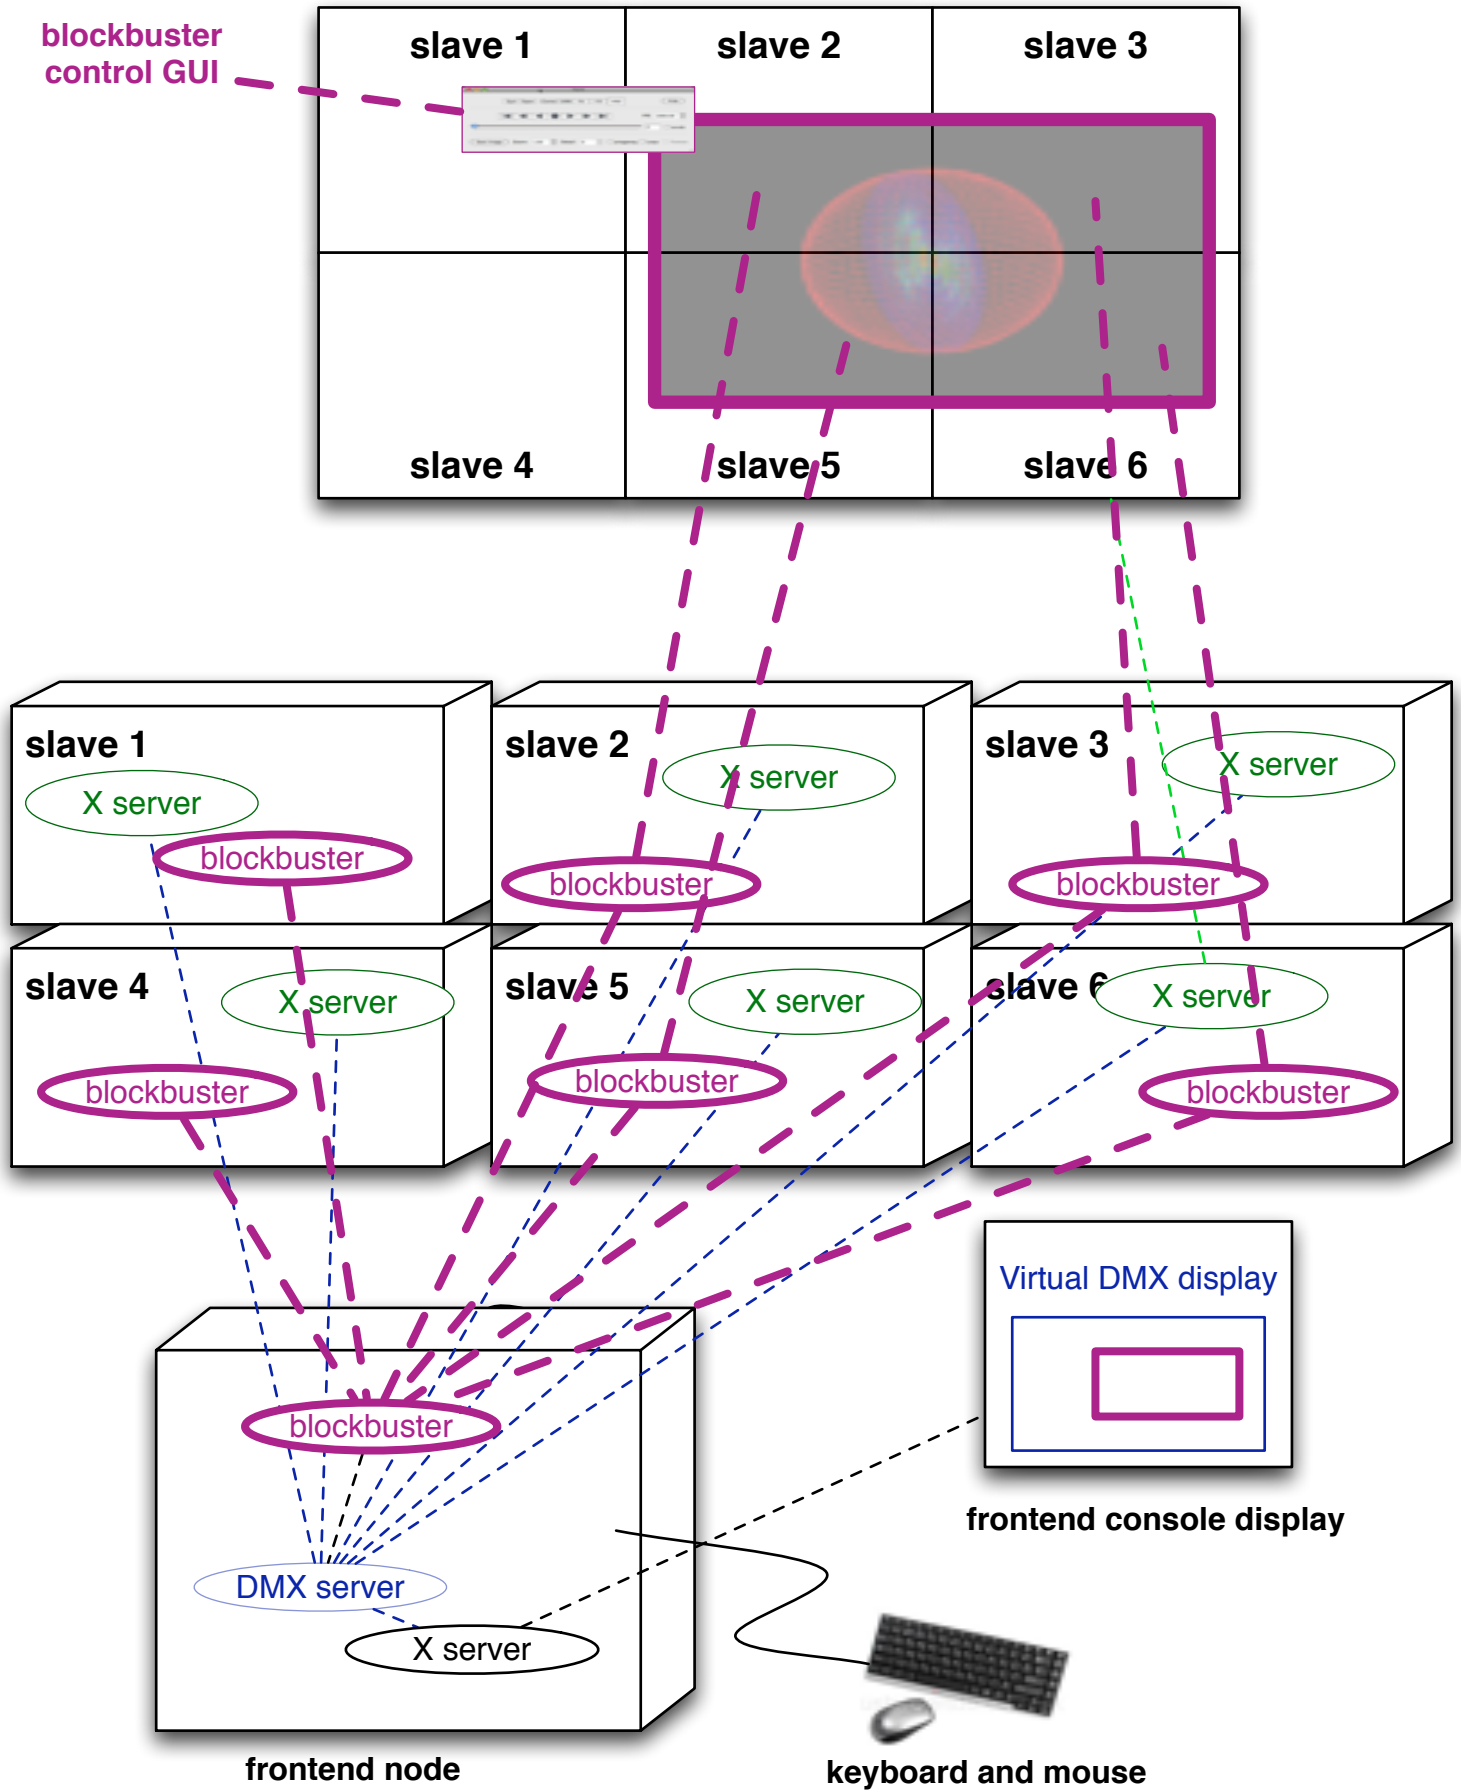 blockbuster
control GUI
slave 1
slave 2
slave 3
slave 4
slave 5
slave 6
slave 1
X server
blockbuster
slave 2
X server
blockbuster
slave 3
X server
blockbuster
slave 4
X server
blockbuster
slave 5
X server
blockbuster
slave 6
X server
blockbuster
Virtual DMX display
frontend console display
blockbuster
DMX server
X server
frontend node
keyboard and mouse